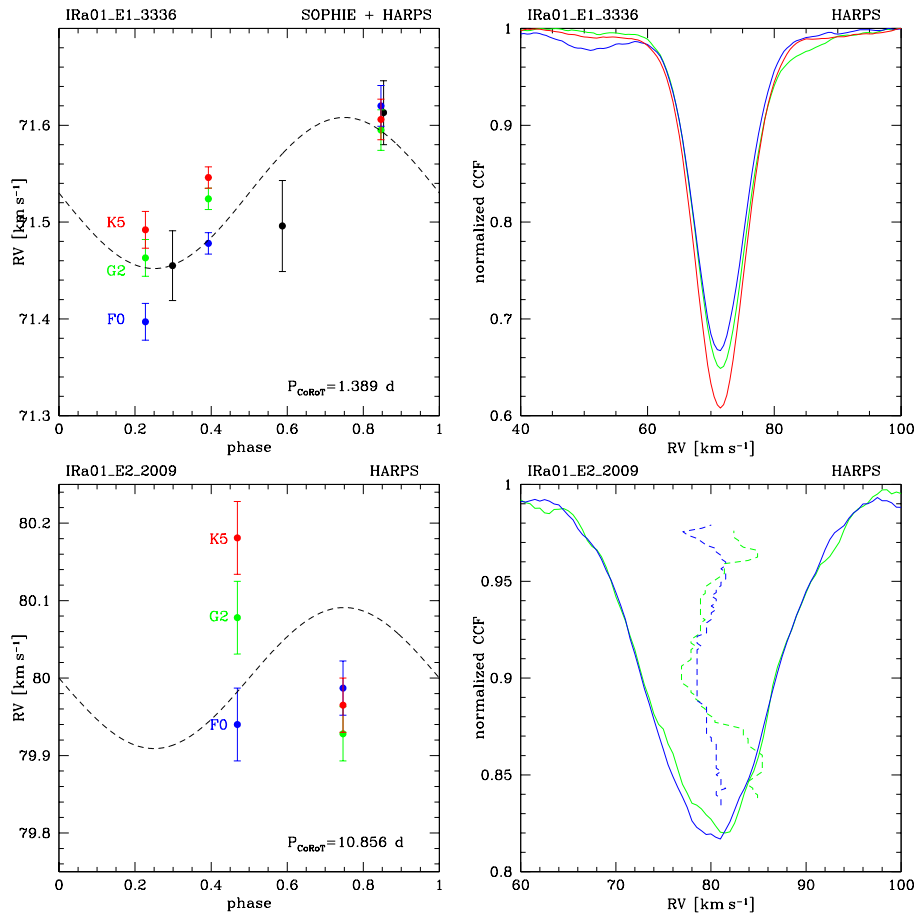 IRa01_E1_3336 SOPHIE + HARPS
71.6
71.5
71.4
71.3
RV [km s⁻¹]
K5
G2
F0
P_CoRoT=1.389 d
0 0.2 0.4 0.6 0.8 1
phase
IRa01_E1_3336 HARPS
1
0.9
0.8
0.7
0.6
normalized CCF
40 60 80 100
RV [km s⁻¹]
IRa01_E2_2009 HARPS
80.2
80.1
80
79.9
79.8
RV [km s⁻¹]
K5
G2
F0
P_CoRoT=10.856 d
0 0.2 0.4 0.6 0.8 1
phase
IRa01_E2_2009 HARPS
1
0.95
0.9
0.85
0.8
normalized CCF
60 70 80 90 100
RV [km s⁻¹]